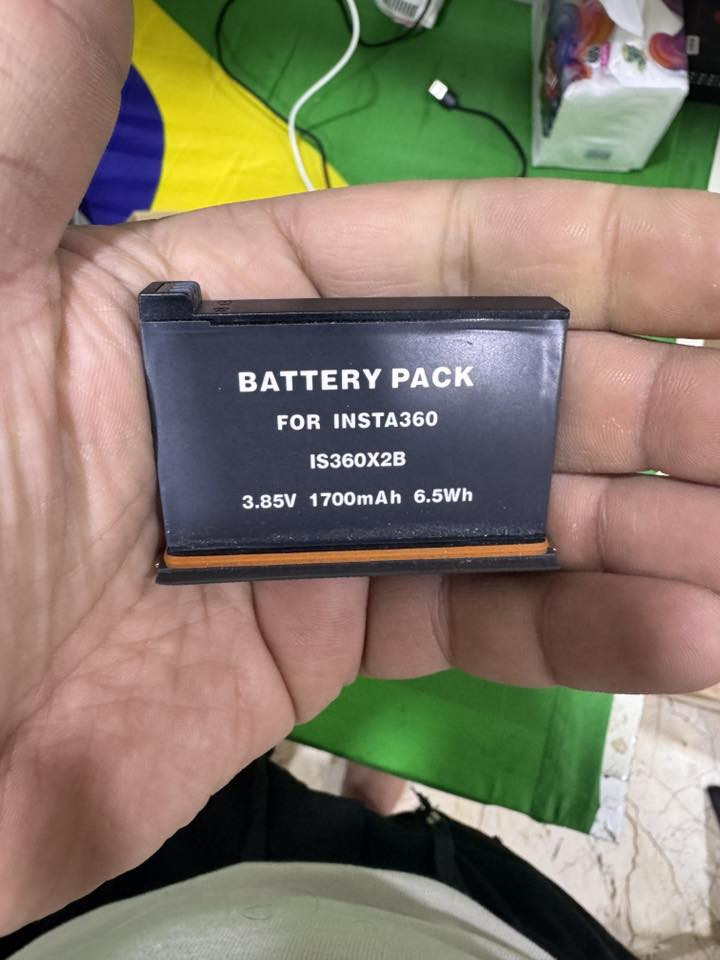 BATTERY PACK
FOR INSTA360
IS360X2B
3.85V 1700mAh 6.5Wh